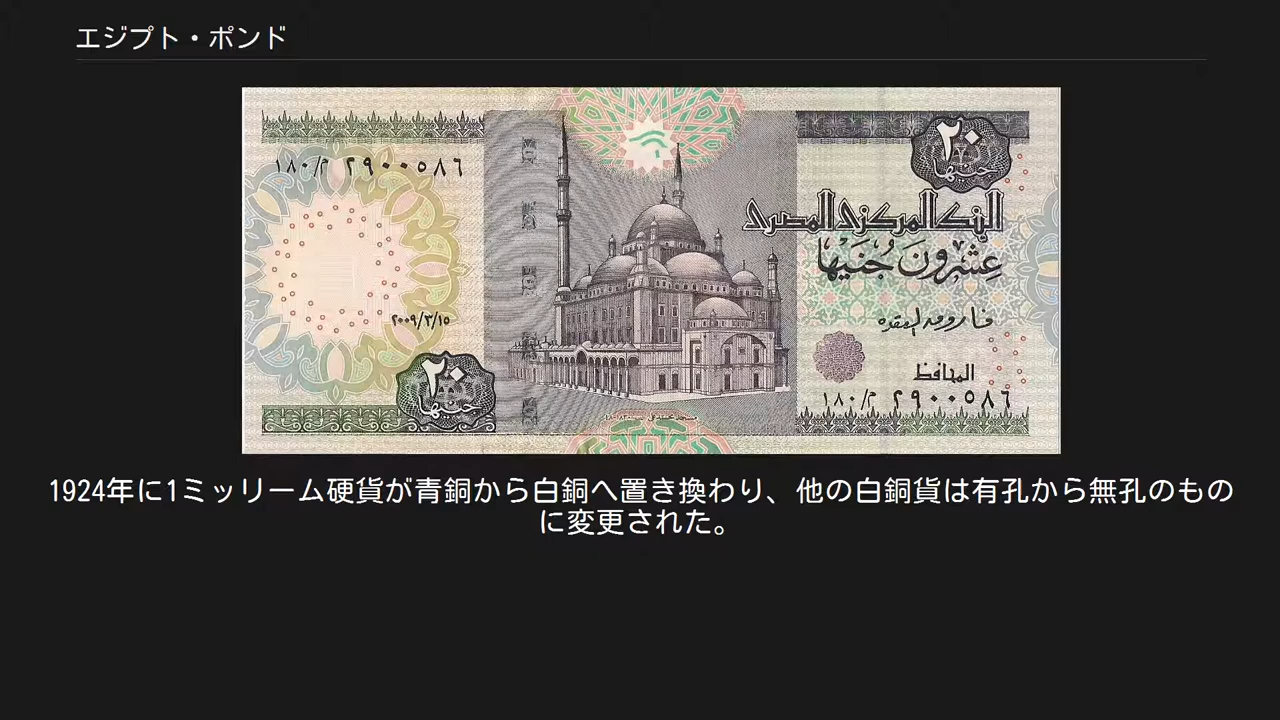 エジプト・ポンド
٢٠
١٨٠/م ٢٩٠٠٥٨٦
البنك المركزى المصرى
عشرون جنيها
٢٠٠٩/٣/١٥
المحافظ
٢٠
جنيها
١٨٠/م ٢٩٠٠٥٨٦
1924年に1ミッリーム硬貨が青銅から白銅へ置き換わり、他の白銅貨は有孔から無孔のもの
に変更された。